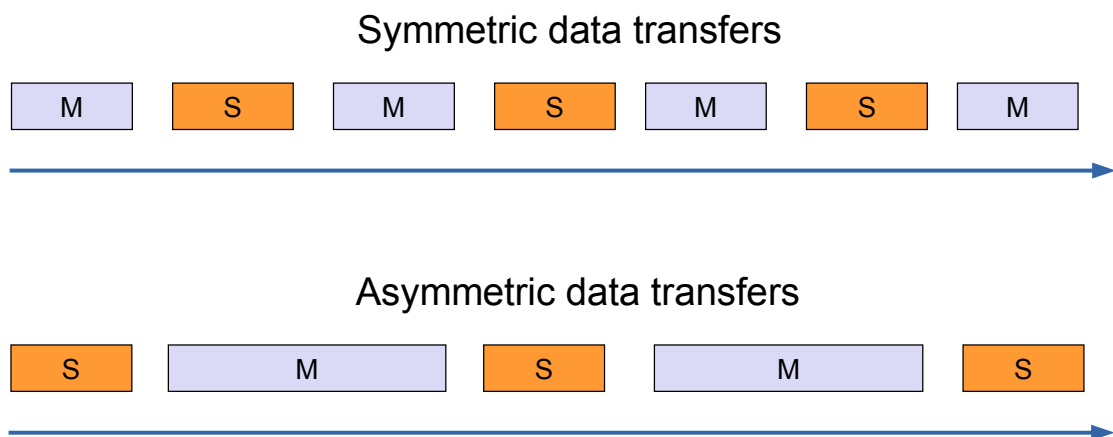 Symmetric data transfers
M S M S M S M
Asymmetric data transfers
S M S M S